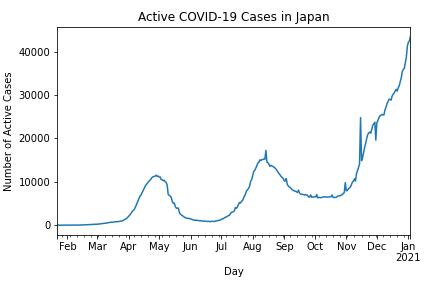 Active COVID-19 Cases in Japan
Number of Active Cases
40000
30000
20000
10000
0
Feb Mar Apr May Jun Jul Aug Sep Oct Nov Dec Jan
2021
Day